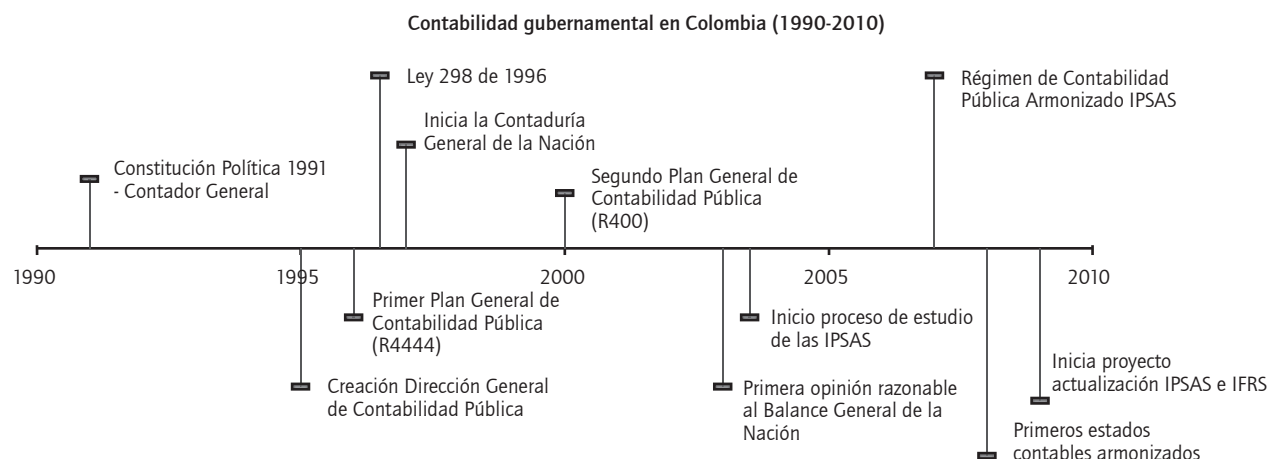 Contabilidad gubernamental en Colombia (1990-2010)
Ley 298 de 1996
Inicia la Contaduría
General de la Nación
Constitución Política 1991
- Contador General
Segundo Plan General de
Contabilidad Pública
(R400)
Régimen de Contabilidad
Pública Armonizado IPSAS
1990
1995
2000
2005
2010
Primer Plan General de
Contabilidad Pública
(R4444)
Creación Dirección General
de Contabilidad Pública
Inicio proceso de estudio
de las IPSAS
Primera opinión razonable
al Balance General de la
Nación
Inicia proyecto
actualización IPSAS e IFRS
Primeros estados
contables armonizados